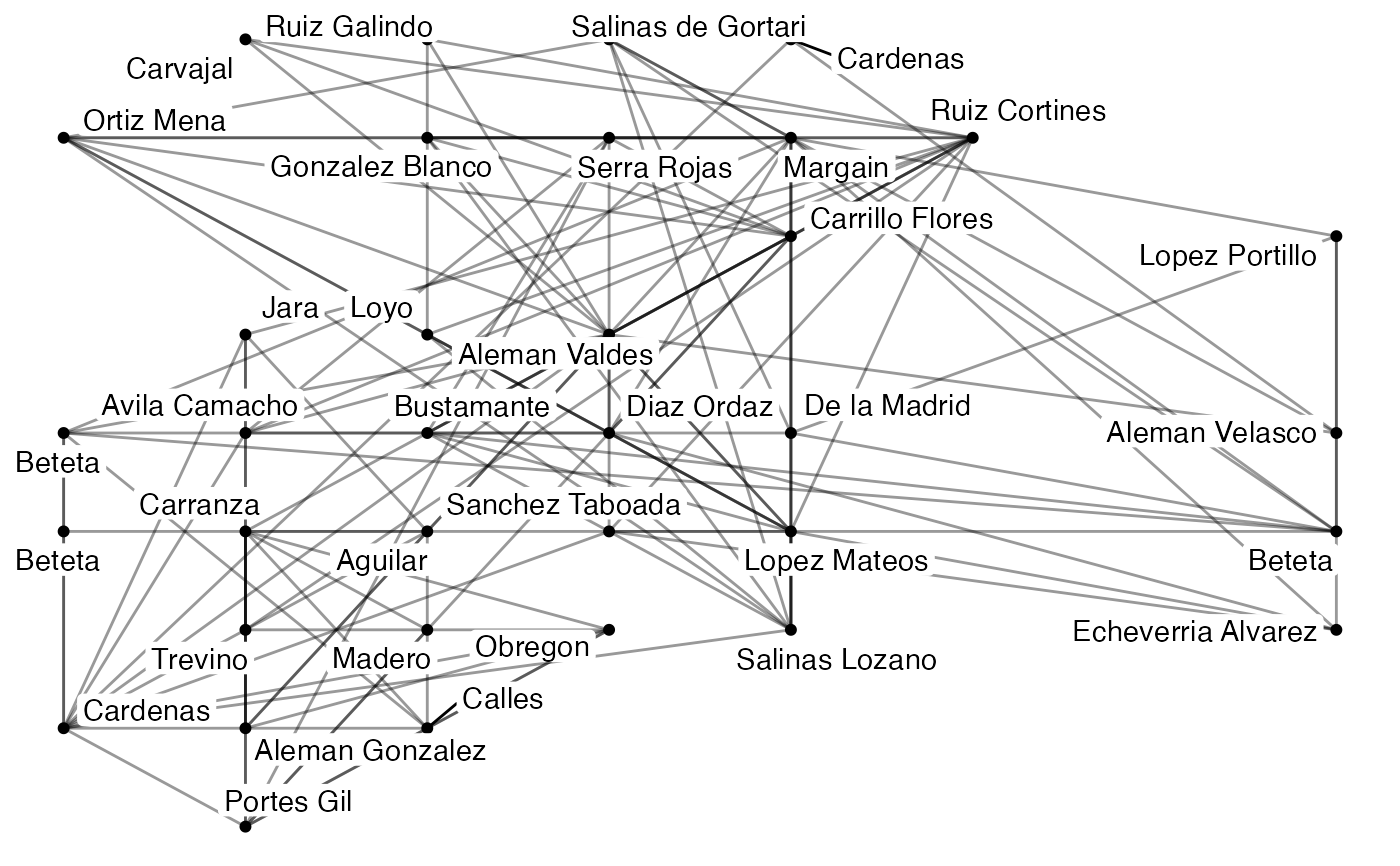 Ruiz Galindo
Salinas de Gortari
Carvajal
Cardenas
Ortiz Mena
Ruiz Cortines
Gonzalez Blanco
Serra Rojas
Margain
Carrillo Flores
Lopez Portillo
Jara
Loyo
Aleman Valdes
Avila Camacho
Bustamante
Diaz Ordaz
De la Madrid
Aleman Velasco
Beteta
Carranza
Sanchez Taboada
Beteta
Aguilar
Lopez Mateos
Beteta
Trevino
Madero
Obregon
Salinas Lozano
Echeverria Alvarez
Cardenas
Calles
Aleman Gonzalez
Portes Gil